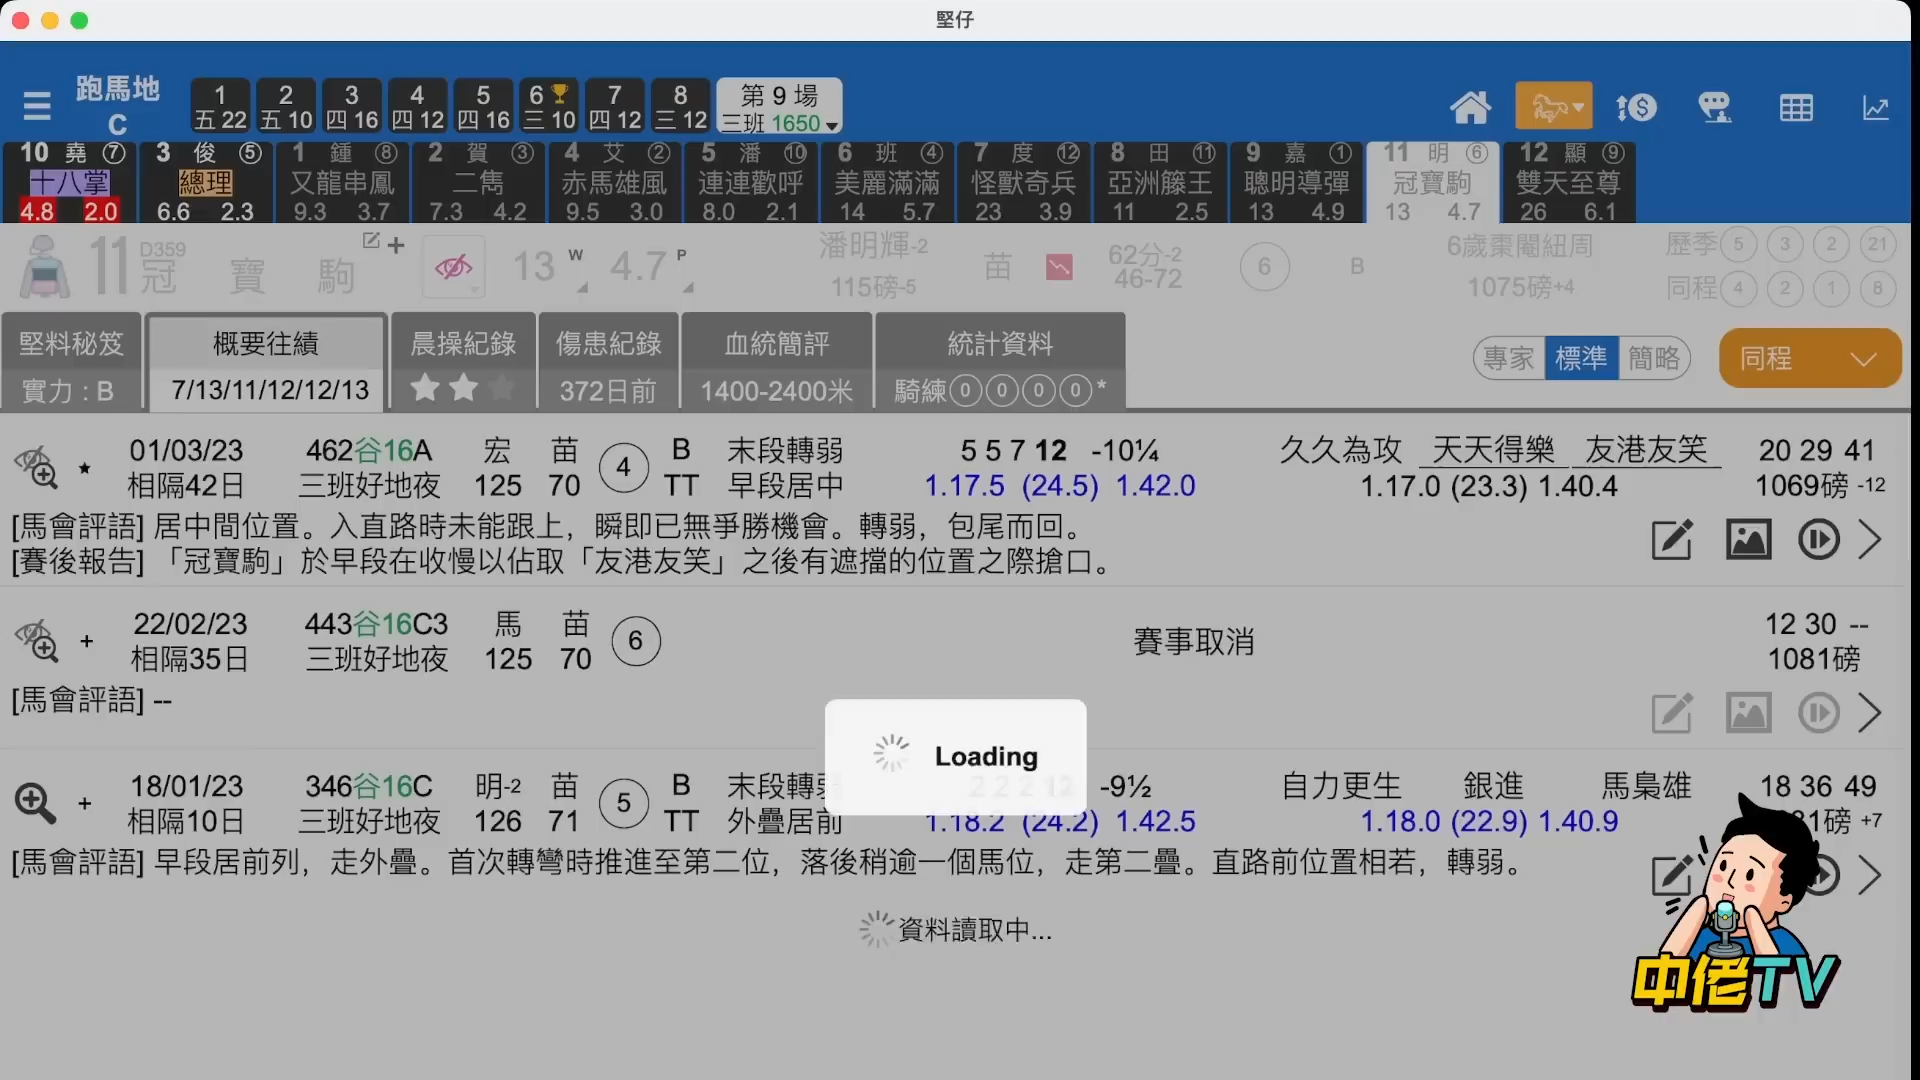 堅仔
跑馬地 C
1 五 22
2 五 10
3 四 16
4 四 12
5 四 16
6 三 10
7 四 12
8 三 12
第 9 場 三班 1650
10 堯 ⑦ 十八掌 4.8 2.0
3 俊 ⑤ 總理 6.6 2.3
1 鍾 ⑧ 又龍串鳳 9.3 3.7
2 賀 ③ 二雋 7.3 4.2
4 艾 ② 赤馬雄風 9.5 3.0
5 潘 ⑩ 連連歡呼 8.0 2.1
6 班 ④ 美麗滿滿 14 5.7
7 度 ⑫ 怪獸奇兵 23 3.9
8 田 ⑪ 亞洲籐王 11 2.5
9 嘉 ① 聰明導彈 13 4.9
11 明 ⑥ 冠寶駒 13 4.7
12 顯 ⑨ 雙天至尊 26 6.1
11 D359 冠寶駒 + 13 W 4.7 P
潘明輝-2 115磅-5 苗 62分-2 46-72 ⑥ B
6歲棗閹紐周 1075磅+4
歷季 ⑤ ③ ② ㉑
同程 ④ ② ① ⑧
堅料秘笈 實力 : B
概要往績 7/13/11/12/12/13
晨操紀錄
傷患紀錄 372日前
血統簡評 1400-2400米
統計資料 騎練⓪⓪⓪⓪*
專家 標準 簡略 同程
01/03/23 462谷16A 宏 苗 ④ B 末段轉弱 5 5 7 12 -10¼ 久久為攻 天天得樂 友港友笑 20 29 41
相隔42日 三班好地夜 125 70 TT 早段居中 1.17.5 (24.5) 1.42.0 1.17.0 (23.3) 1.40.4 1069磅 -12
[馬會評語] 居中間位置。入直路時未能跟上，瞬即已無爭勝機會。轉弱，包尾而回。
[賽後報告] 「冠寶駒」於早段在收慢以佔取「友港友笑」之後有遮擋的位置之際搶口。
22/02/23 443谷16C3 馬 苗 ⑥ 賽事取消 12 30 --
相隔35日 三班好地夜 125 70 1081磅
[馬會評語] --
Loading
18/01/23 346谷16C 明-2 苗 ⑤ B 末段轉弱 2 2 2 12 -9½ 自力更生 銀進 馬梟雄 18 36 49
相隔10日 三班好地夜 126 71 TT 外疊居前 1.18.2 (24.2) 1.42.5 1.18.0 (22.9) 1.40.9 磅 +7
[馬會評語] 早段居前列，走外疊。首次轉彎時推進至第二位，落後稍逾一個馬位，走第二疊。直路前位置相若，轉弱。
資料讀取中...
中佬TV